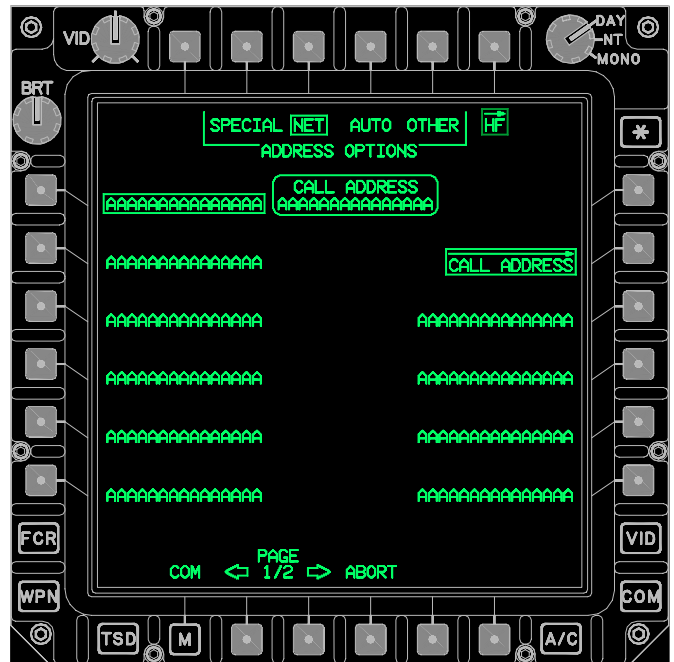 VID
DAY
NT
MONO
BRT
SPECIAL NET AUTO OTHER HF
ADDRESS OPTIONS
*
CALL ADDRESS
AAAAAAAAAAAAAAA AAAAAAAAAAAAAAA
AAAAAAAAAAAAAAA CALL ADDRESS
AAAAAAAAAAAAAAA AAAAAAAAAAAAAAA
AAAAAAAAAAAAAAA AAAAAAAAAAAAAAA
AAAAAAAAAAAAAAA AAAAAAAAAAAAAAA
AAAAAAAAAAAAAAA AAAAAAAAAAAAAAA
FCR VID
PAGE
COM 1/2 ABORT
WPN COM
TSD M A/C